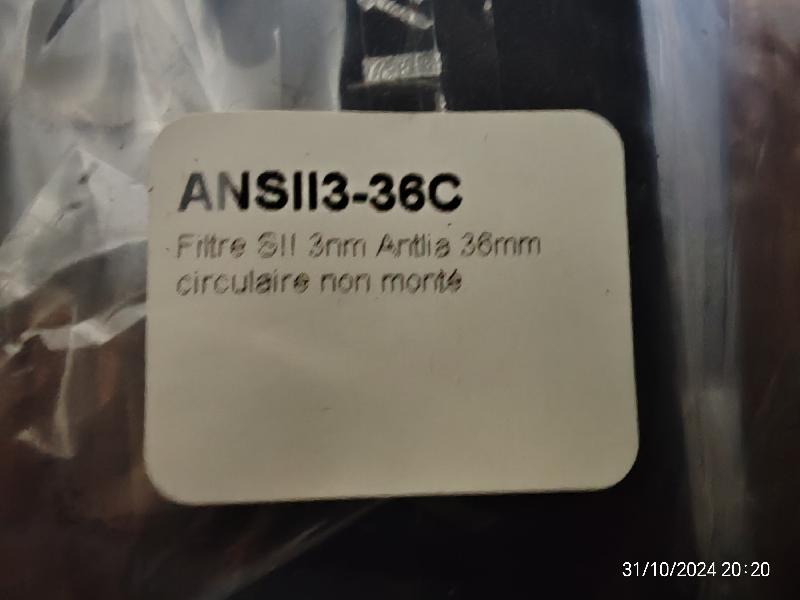 ANSII3-36C
Filtre SII 3nm Antlia 36mm
circulaire non monté
31/10/2024 20:20